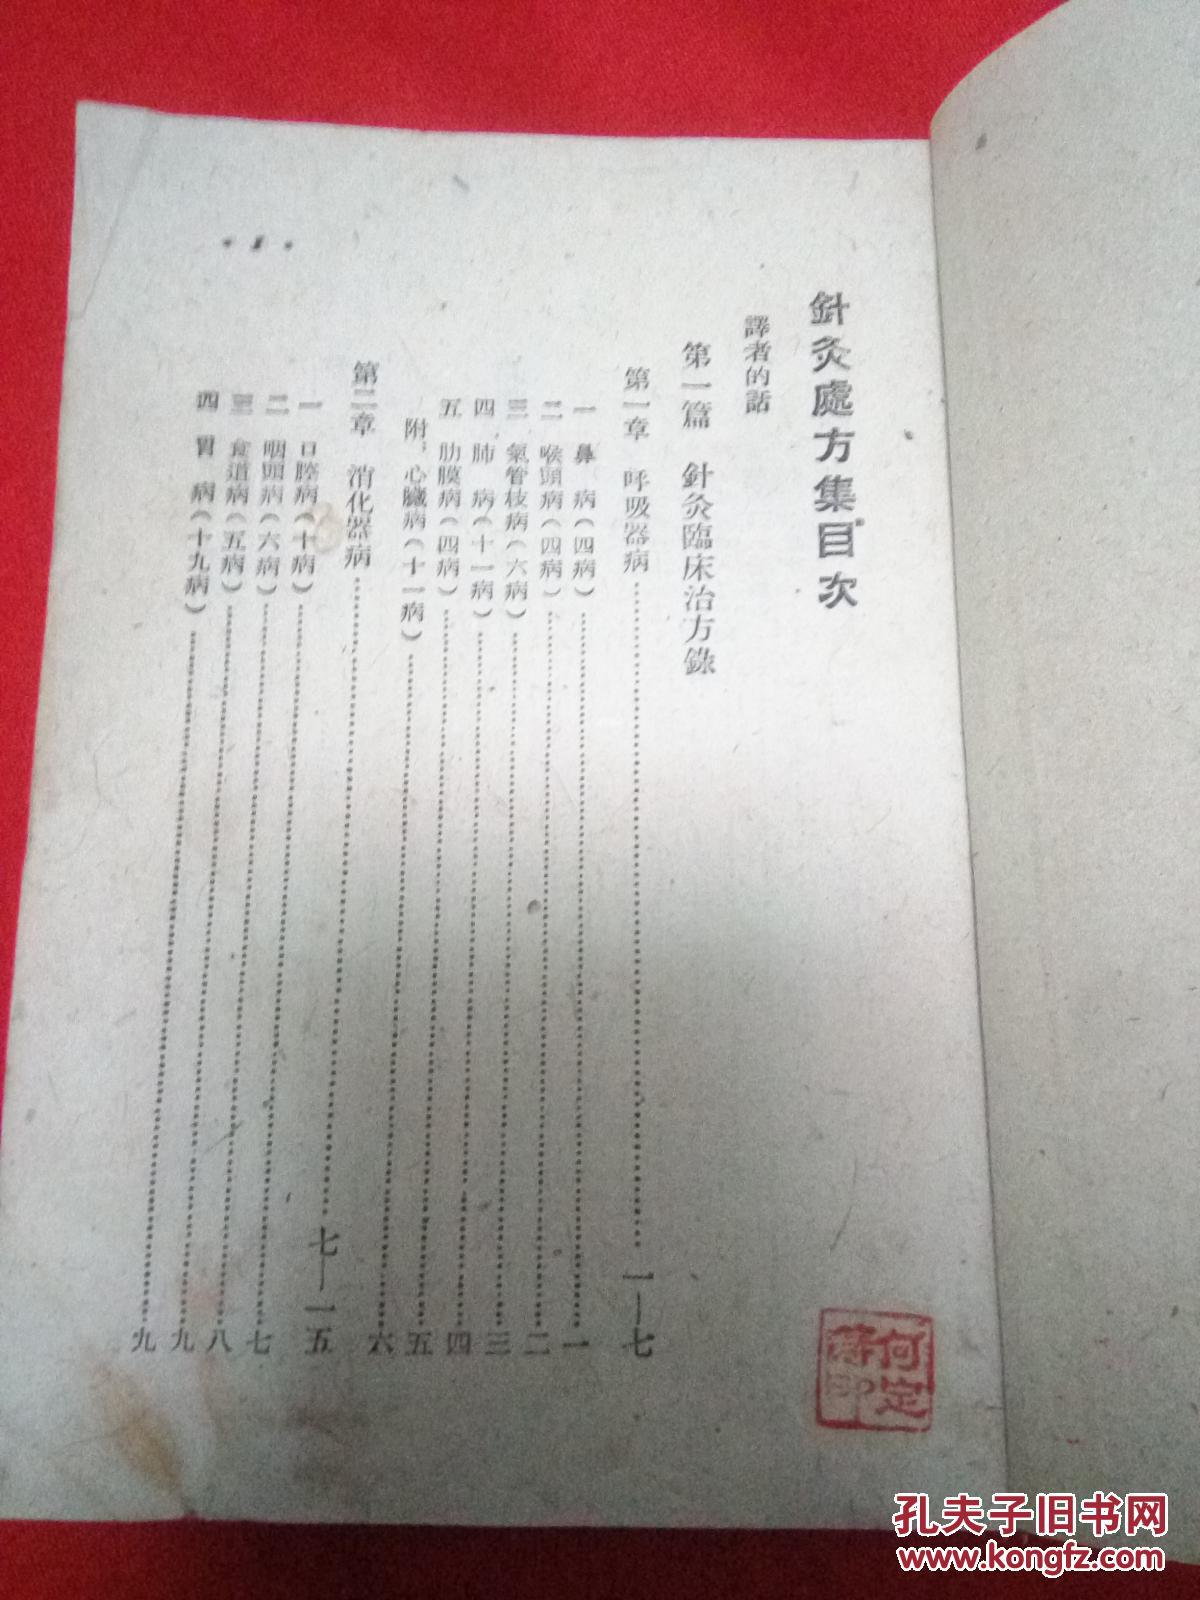 針灸處方集目次
譯者的話
第一篇 針灸臨床治方錄
第一章 呼吸器病 一—七
一 鼻 病(四病) 一
二 喉頭病(四病) 二
三 氣管枝病(六病) 三
四 肺 病(十一病) 四
五 肋膜病(四病) 五
附:心臟病(十一病) 六
第二章 消化器病 七—一五
一 口腔病(十病) 七
二 咽頭病(六病) 八
三 食道病(五病) 九
四 胃 病(十九病) 九
• 1 •
何定
印
孔夫子旧书网
www.kongfz.com